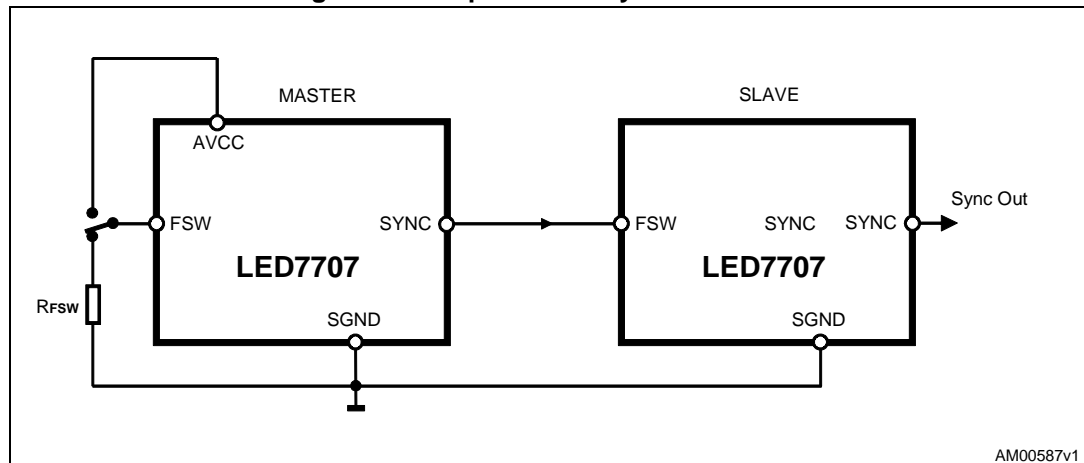 MASTER
SLAVE
AVCC
FSW
SYNC
FSW
SYNC
SYNC
Sync Out
LED7707
LED7707
RFSW
SGND
SGND
AM00587v1